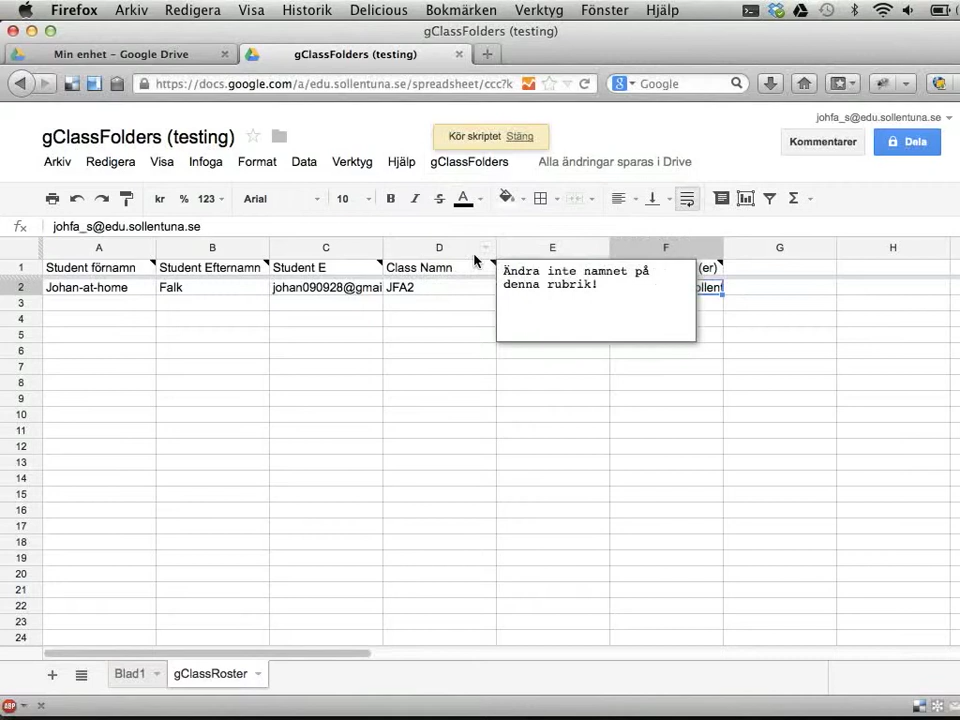 Firefox Arkiv Redigera Visa Historik Delicious Bokmärken Verktyg Fönster Hjälp
gClassFolders (testing)
Min enhet – Google Drive × gClassFolders (testing) × +
https://docs.google.com/a/edu.sollentuna.se/spreadsheet/ccc?k Google
johfa_s@edu.sollentuna.se
gClassFolders (testing) Kör skriptet Stäng Kommentarer Dela
Arkiv Redigera Visa Infoga Format Data Verktyg Hjälp gClassFolders Alla ändringar sparas i Drive
kr % 123 Arial 10 B I S A Σ
fx johfa_s@edu.sollentuna.se
A B C D E F G H
1 Student förnamn Student Efternamn Student E Class Namn (er)
2 Johan-at-home Falk johan090928@gmai JFA2 ollent
Ändra inte namnet på
denna rubrik!
3
4
5
6
7
8
9
10
11
12
13
14
15
16
17
18
19
20
21
22
23
24
+ Blad1 gClassRoster
ABP ×